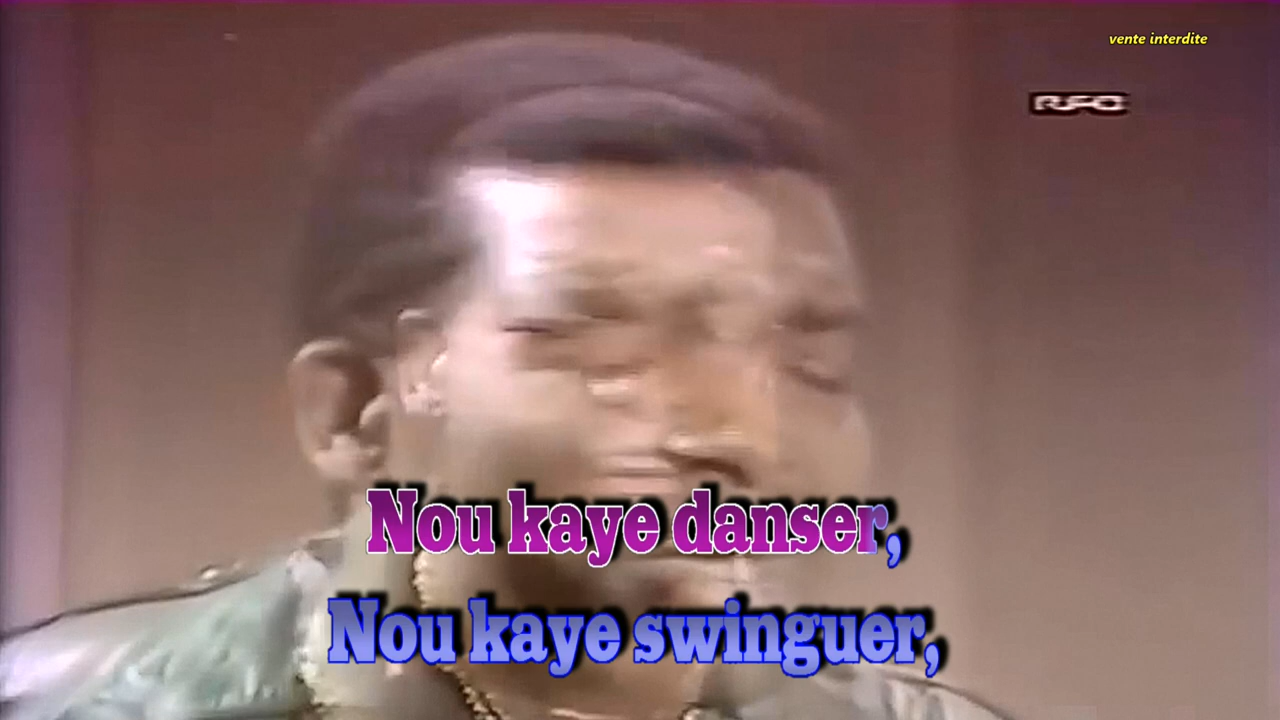 vente interdite
RFO
Nou kaye danser,
Nou kaye swinguer,